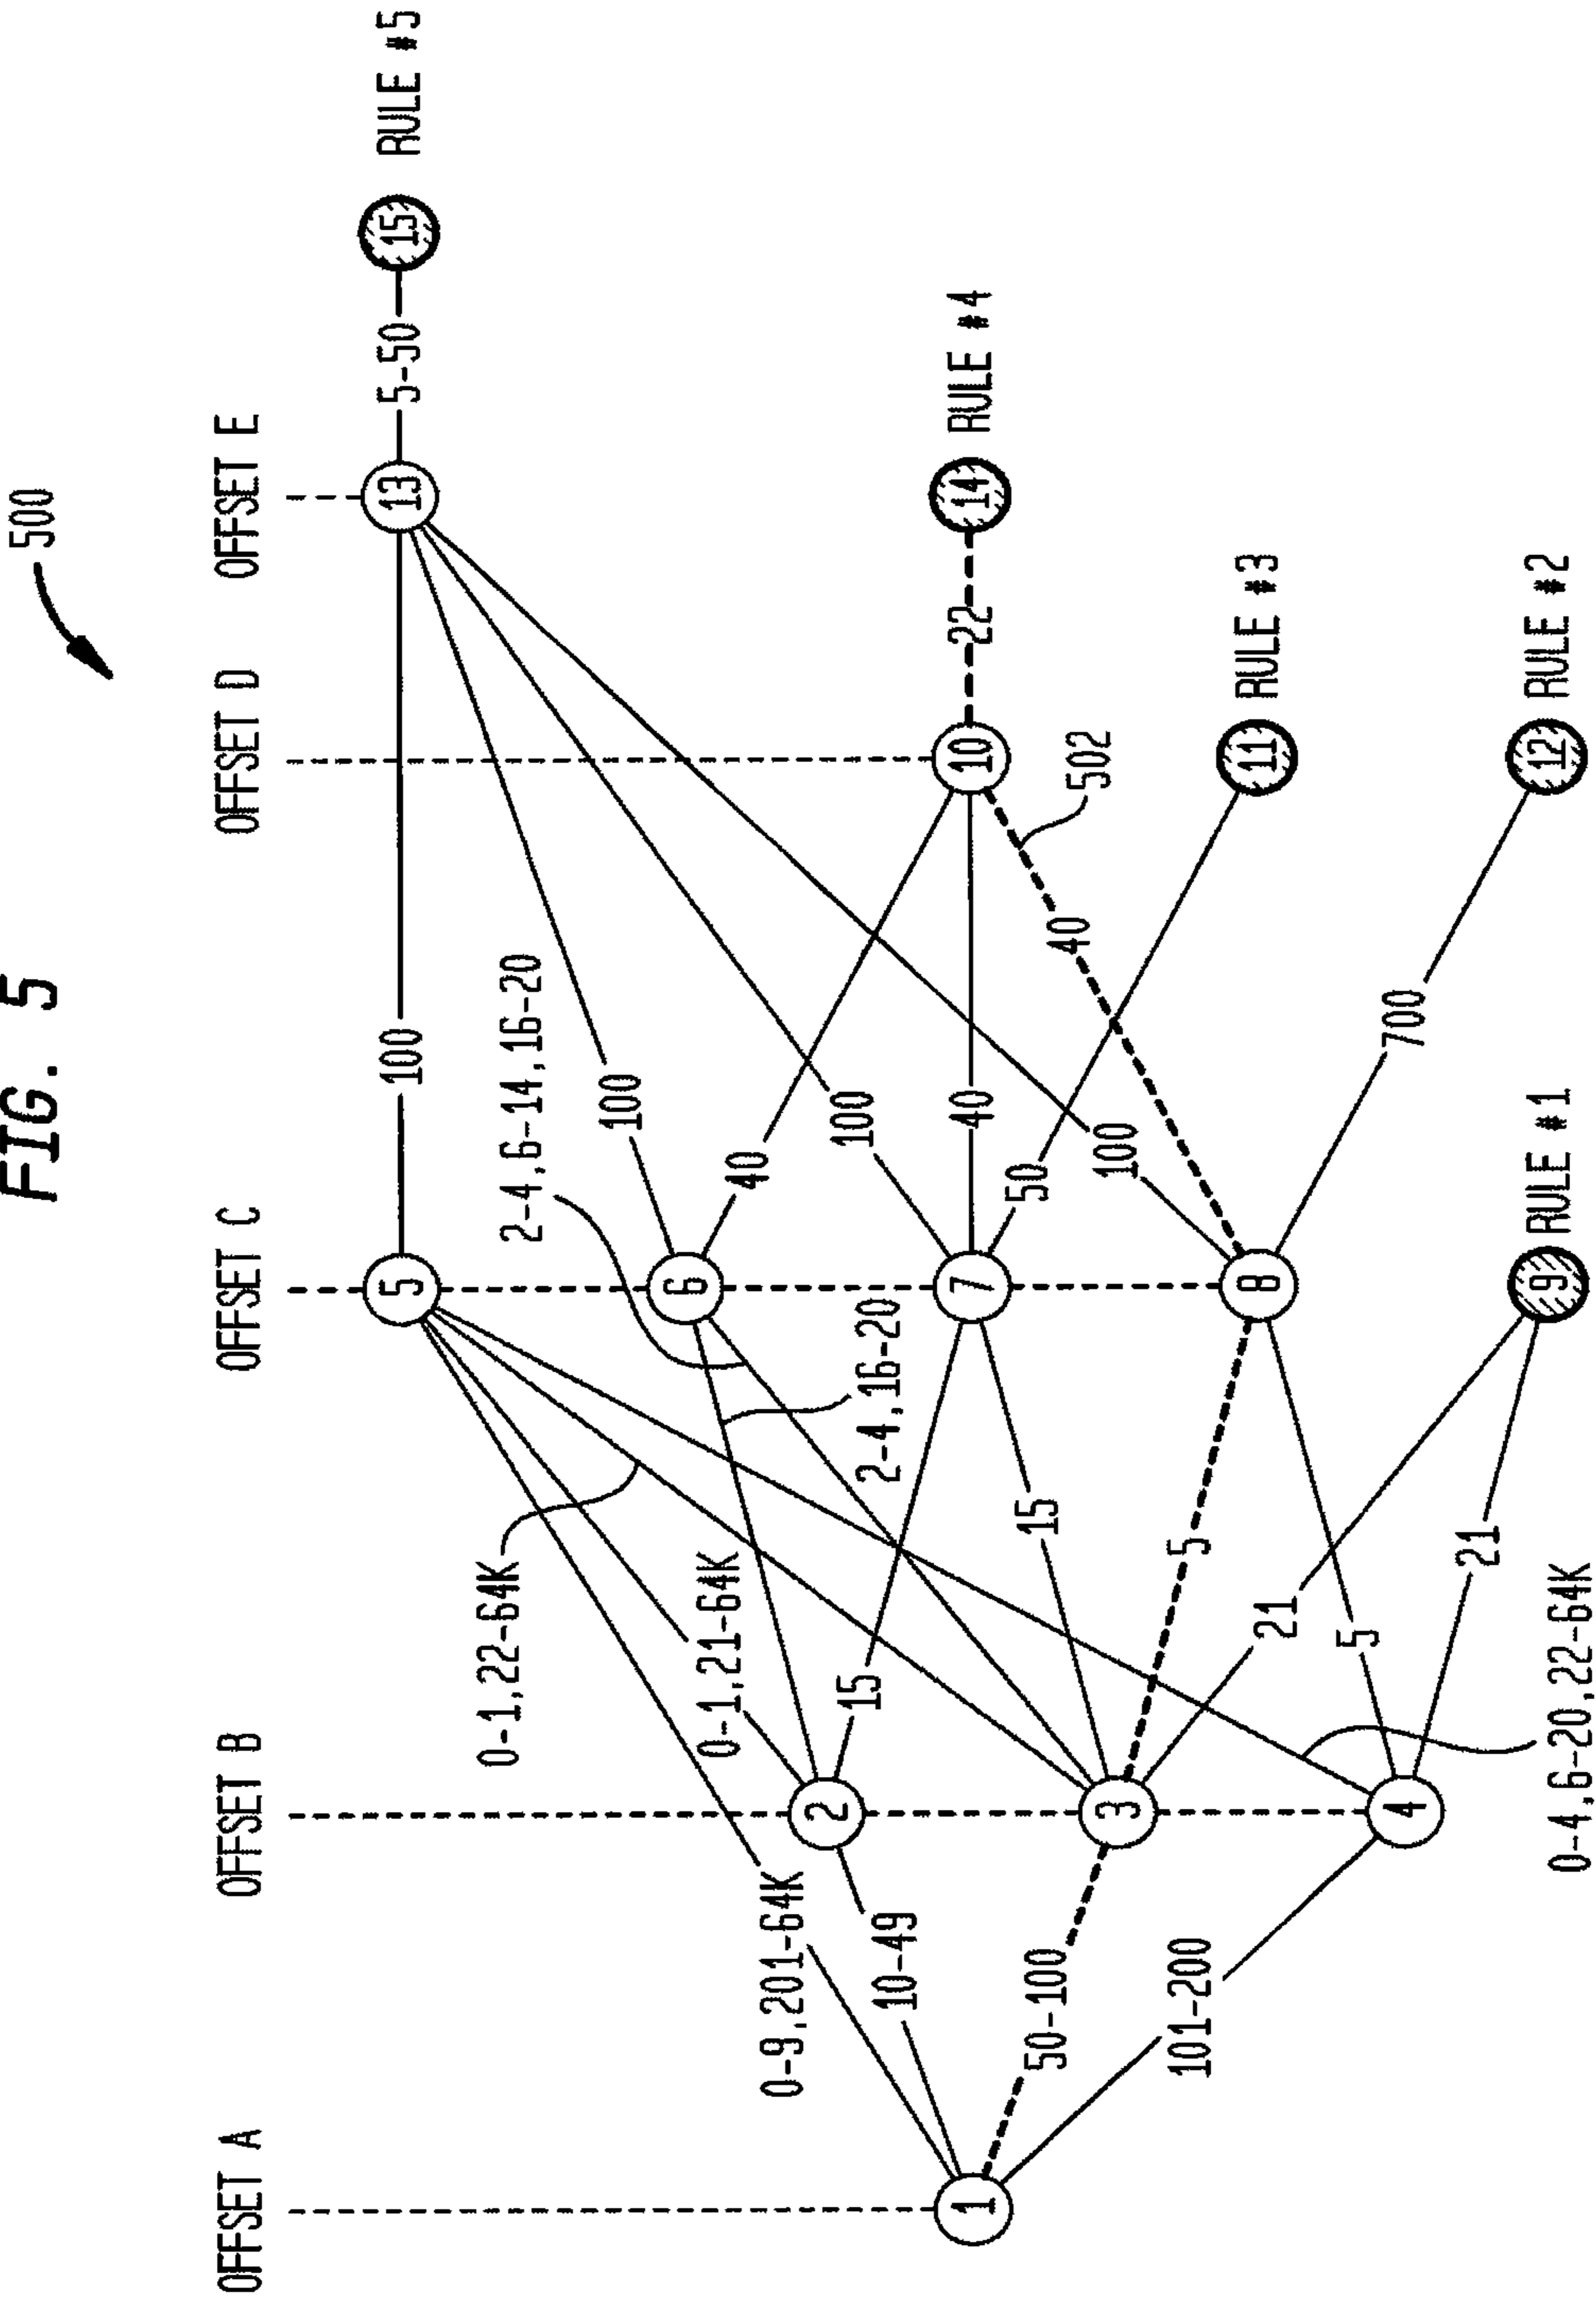 FIG. 5
500
OFFSET A
OFFSET B
OFFSET C
OFFSET D
OFFSET E
5
100
13
5-50
15
RULE #5
0-1,22-64K
2-4,6-14,16-20
6
100
0-1,21-64K
40
0-9,201-64K
2
15
2-4,16-20
100
10-49
1
7
40
10
22
14
RULE #4
50-100
3
15
50
502
40
100
101-200
5
21
8
11
RULE #3
5
4
21
700
0-4,6-20,22-64K
9
RULE #1
12
RULE #2